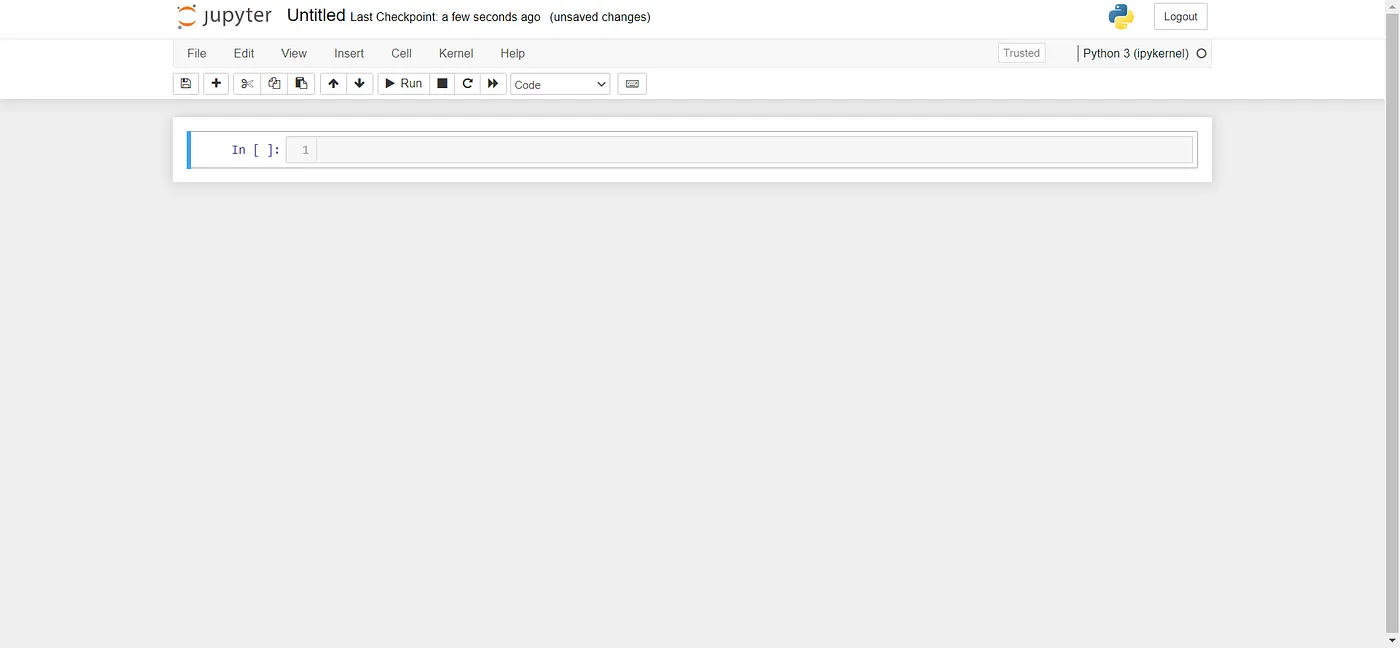 jupyter Untitled Last Checkpoint: a few seconds ago (unsaved changes) Logout
File Edit View Insert Cell Kernel Help Trusted Python 3 (ipykernel)
Run Code
In [ ]: 1